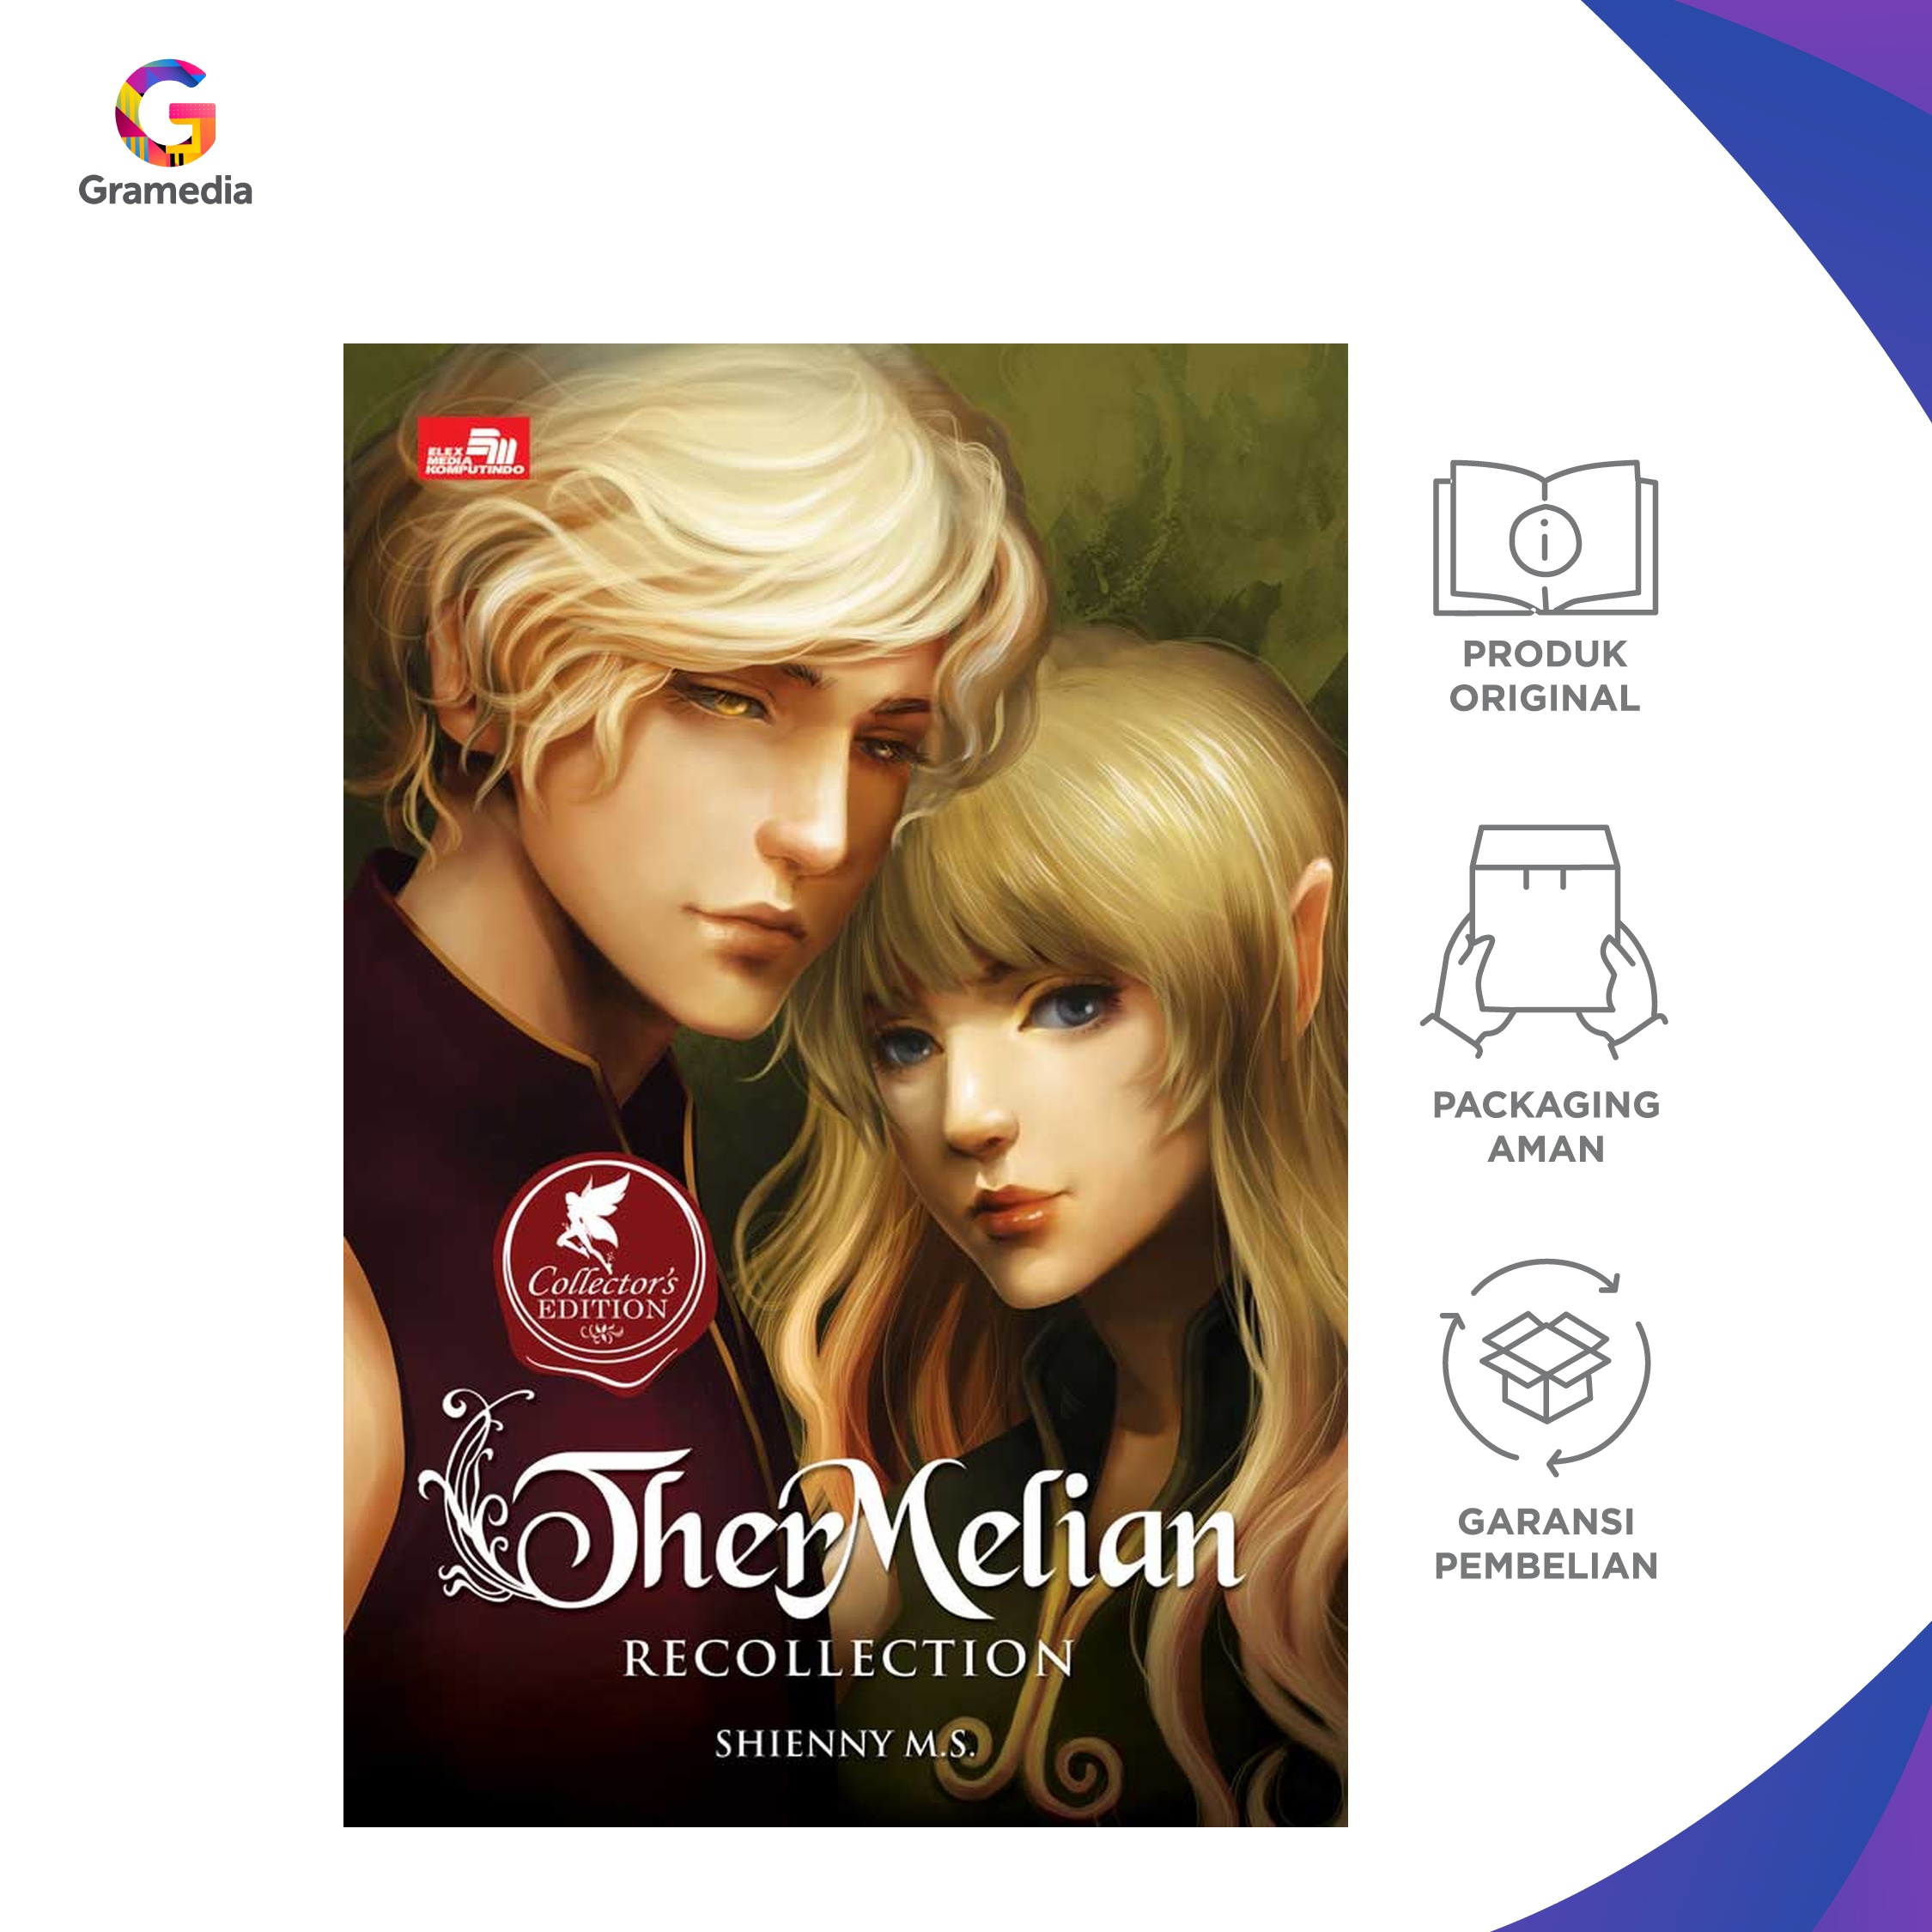 Gramedia
ELEX
MEDIA
KOMPUTINDO
Collector's
EDITION
TherMelian
RECOLLECTION
SHIENNY M.S.
PRODUK
ORIGINAL
PACKAGING
AMAN
GARANSI
PEMBELIAN